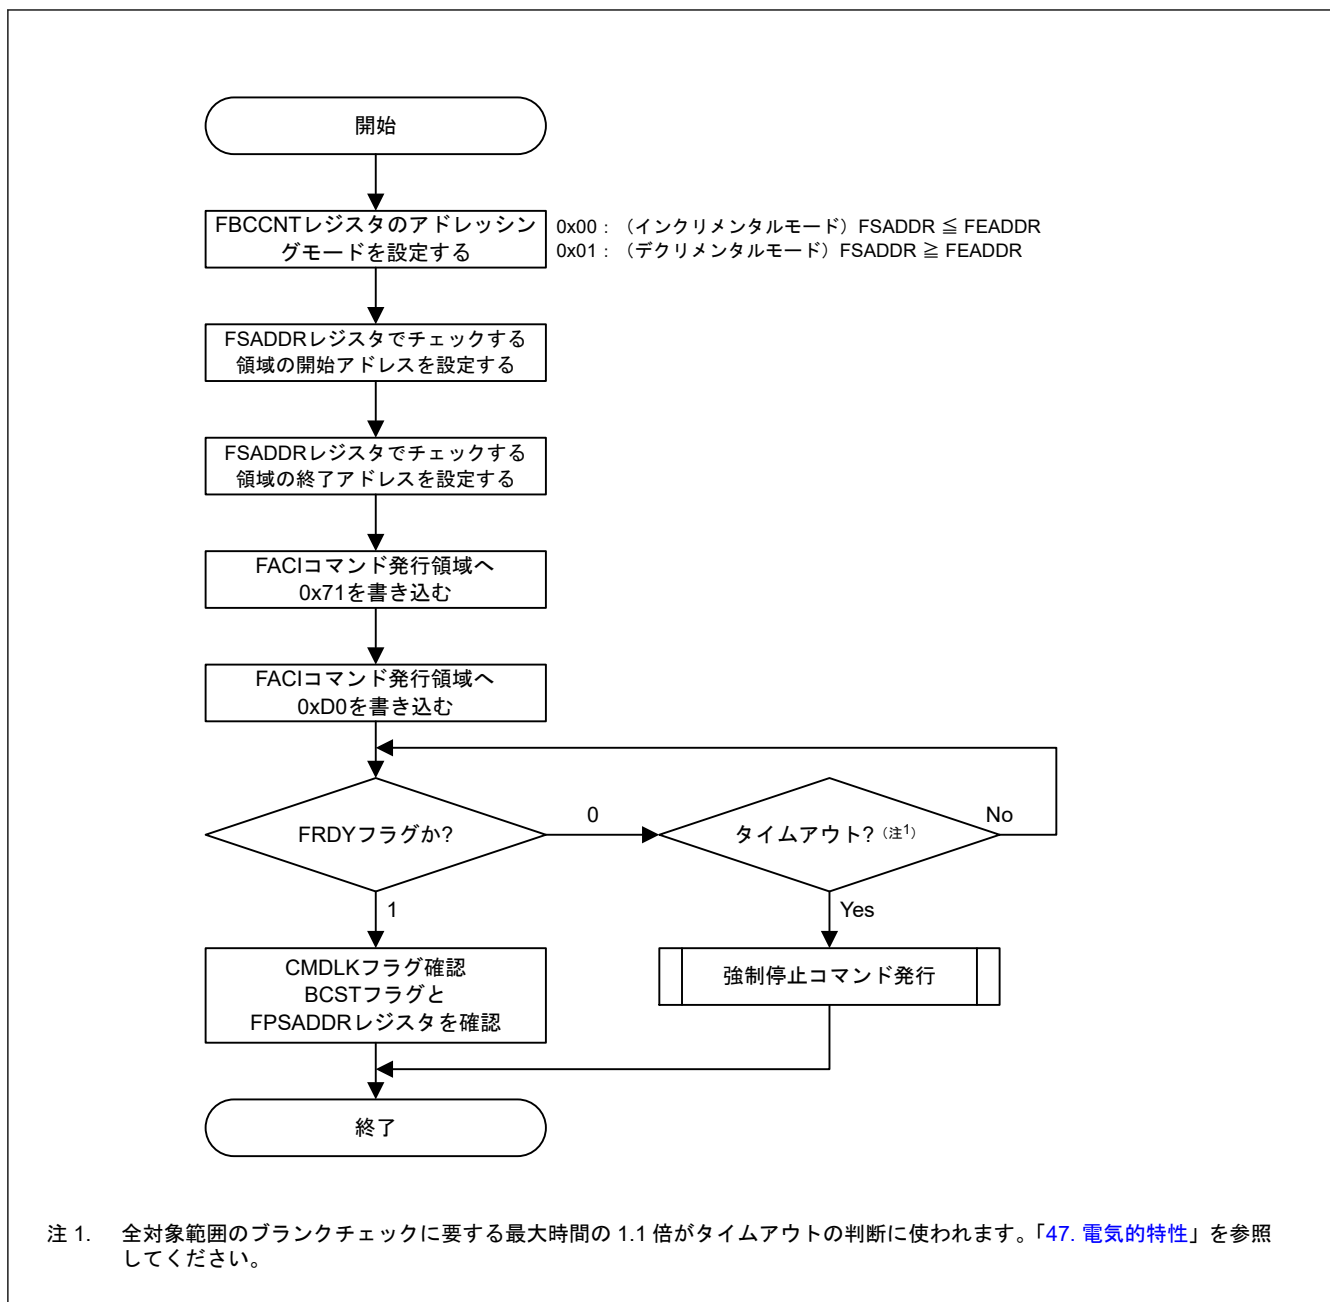 開始
FBCCNTレジスタのアドレッシン
グモードを設定する
0x00：（インクリメンタルモード）FSADDR ≦ FEADDR
0x01：（デクリメンタルモード）FSADDR ≧ FEADDR
FSADDRレジスタでチェックする
領域の開始アドレスを設定する
FSADDRレジスタでチェックする
領域の終了アドレスを設定する
FACIコマンド発行領域へ
0x71を書き込む
FACIコマンド発行領域へ
0xD0を書き込む
FRDYフラグか?
0
タイムアウト?（注1）
No
1
Yes
CMDLKフラグ確認
BCSTフラグと
FPSADDRレジスタを確認
強制停止コマンド発行
終了
注 1. 全対象範囲のブランクチェックに要する最大時間の 1.1 倍がタイムアウトの判断に使われます。「47. 電気的特性」を参照
してください。